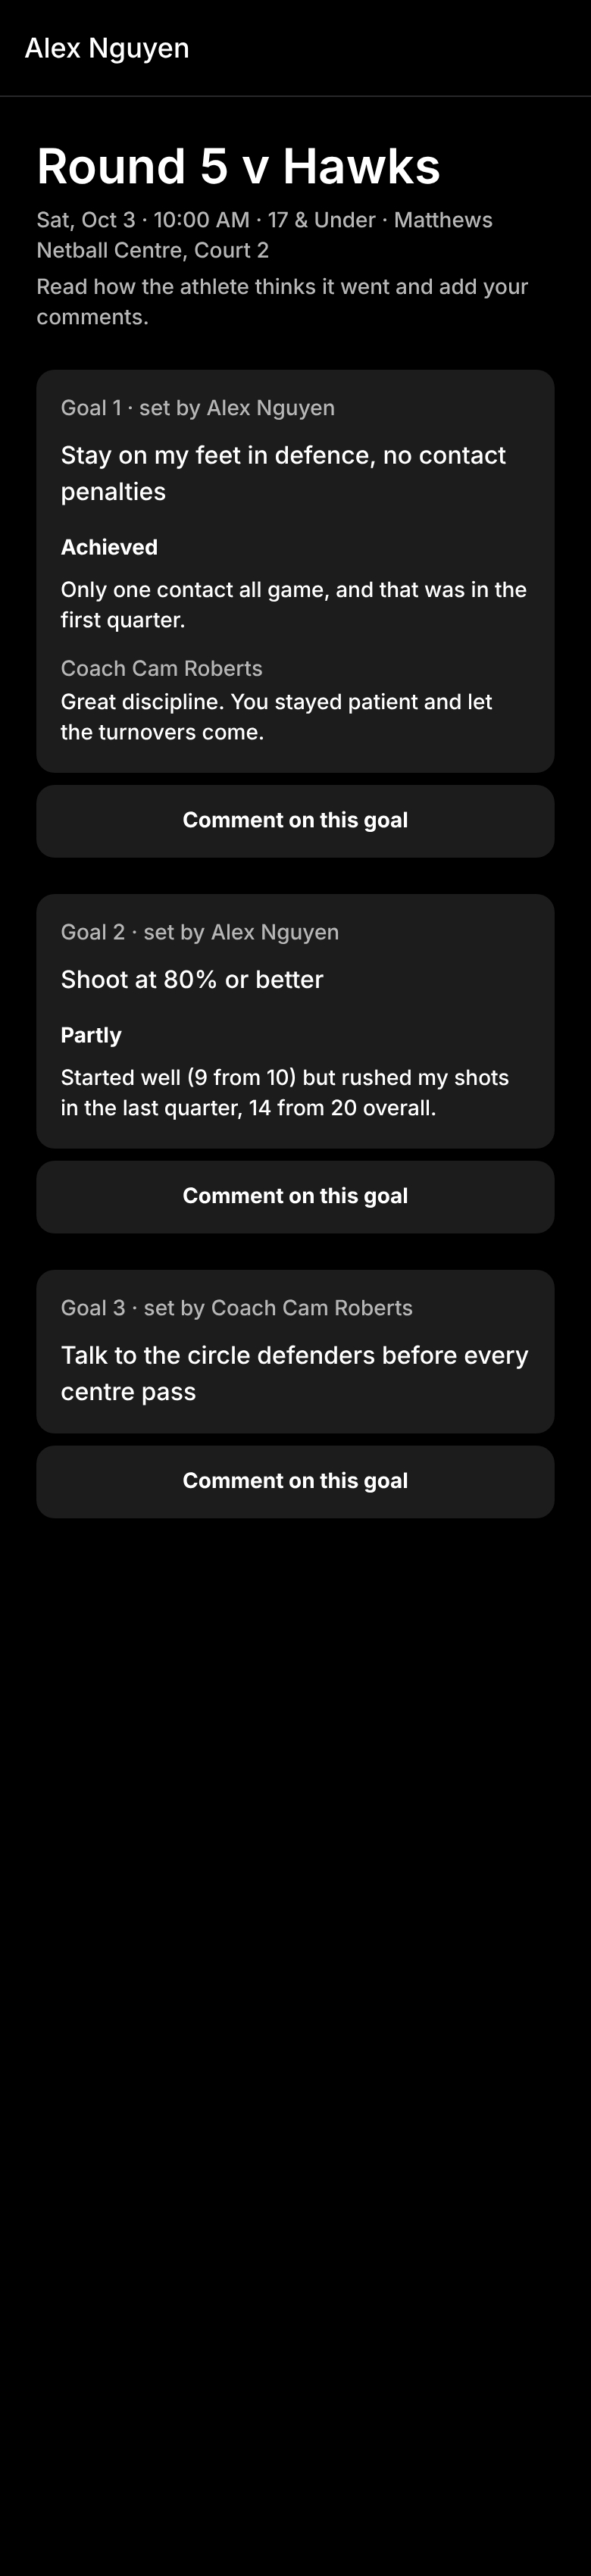 Alex Nguyen
Round 5 v Hawks
Sat, Oct 3 · 10:00 AM · 17 & Under · Matthews
Netball Centre, Court 2
Read how the athlete thinks it went and add your
comments.
Goal 1 · set by Alex Nguyen
Stay on my feet in defence, no contact
penalties
Achieved
Only one contact all game, and that was in the
first quarter.
Coach Cam Roberts
Great discipline. You stayed patient and let
the turnovers come.
Comment on this goal
Goal 2 · set by Alex Nguyen
Shoot at 80% or better
Partly
Started well (9 from 10) but rushed my shots
in the last quarter, 14 from 20 overall.
Comment on this goal
Goal 3 · set by Coach Cam Roberts
Talk to the circle defenders before every
centre pass
Comment on this goal